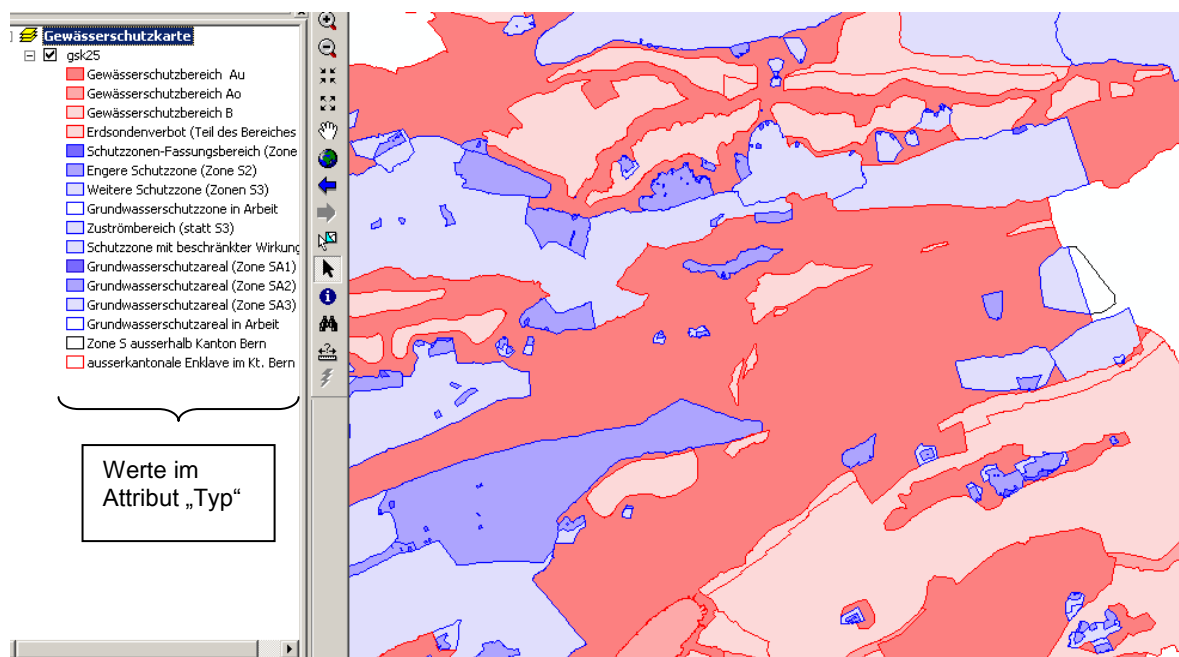 Gewässerschutzkarte
gsk25
Gewässerschutzbereich Au
Gewässerschutzbereich Ao
Gewässerschutzbereich B
Erdsondenverbot (Teil des Bereiches
Schutzzonen-Fassungsbereich (Zone
Engere Schutzzone (Zone S2)
Weitere Schutzzone (Zonen S3)
Grundwasserschutzzone in Arbeit
Zuströmbereich (statt S3)
Schutzzone mit beschränkter Wirkung
Grundwasserschutzareal (Zone SA1)
Grundwasserschutzareal (Zone SA2)
Grundwasserschutzareal (Zone SA3)
Grundwasserschutzareal in Arbeit
Zone S ausserhalb Kanton Bern
ausserkantonale Enklave im Kt. Bern
Werte im
Attribut „Typ“